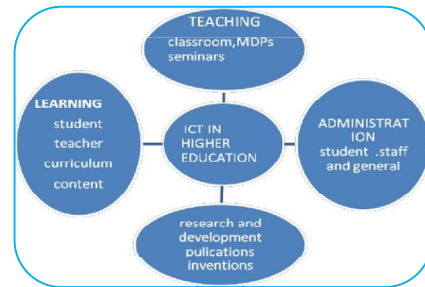 TEACHING
classroom,MDPs
seminars
LEARNING
student
teacher
curriculum
content
ICT IN
HIGHER
EDUCATION
ADMINISTRAT
ION
student .staff
and general
research and
development
pulications
inventions